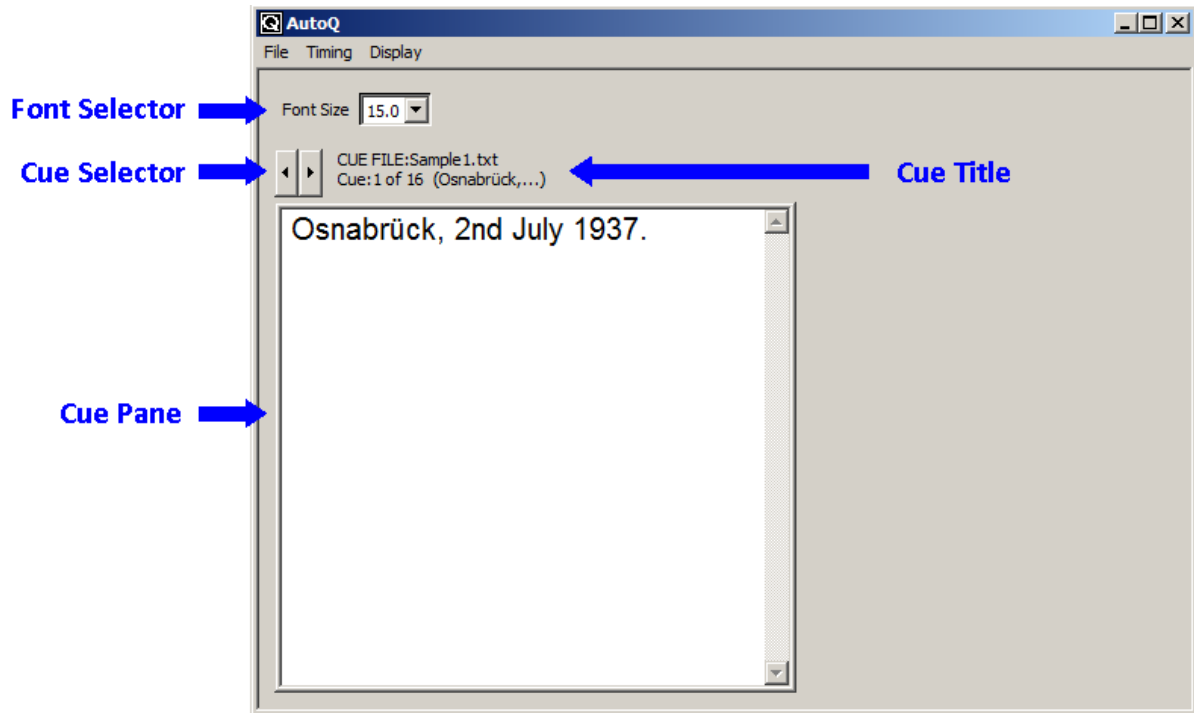 AutoQ
File Timing Display
Font Selector
Font Size 15.0
Cue Selector
CUE FILE:Sample1.txt
Cue:1 of 16 (Osnabrück,...)
Cue Title
Osnabrück, 2nd July 1937.
Cue Pane